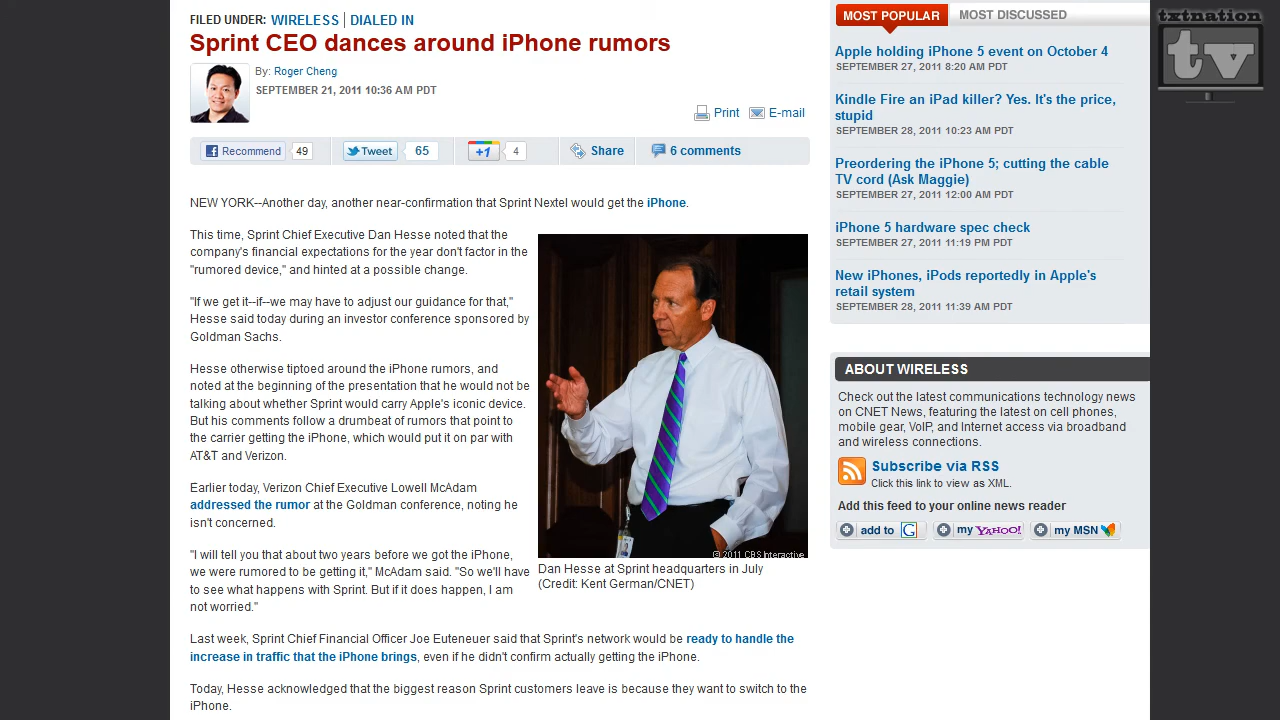 FILED UNDER: WIRELESS | DIALED IN
Sprint CEO dances around iPhone rumors
By: Roger Cheng
SEPTEMBER 21, 2011 10:36 AM PDT
Print E-mail
Recommend 49 Tweet 65 +1 4 Share 6 comments
NEW YORK--Another day, another near-confirmation that Sprint Nextel would get the iPhone.
This time, Sprint Chief Executive Dan Hesse noted that the
company's financial expectations for the year don't factor in the
"rumored device," and hinted at a possible change.
"If we get it--if--we may have to adjust our guidance for that,"
Hesse said today during an investor conference sponsored by
Goldman Sachs.
Hesse otherwise tiptoed around the iPhone rumors, and
noted at the beginning of the presentation that he would not be
talking about whether Sprint would carry Apple's iconic device.
But his comments follow a drumbeat of rumors that point to
the carrier getting the iPhone, which would put it on par with
AT&T and Verizon.
Earlier today, Verizon Chief Executive Lowell McAdam
addressed the rumor at the Goldman conference, noting he
isn't concerned.
"I will tell you that about two years before we got the iPhone,
we were rumored to be getting it," McAdam said. "So we'll have
to see what happens with Sprint. But if it does happen, I am
not worried."
© 2011 CBS Interactive
Dan Hesse at Sprint headquarters in July
(Credit: Kent German/CNET)
Last week, Sprint Chief Financial Officer Joe Euteneuer said that Sprint's network would be ready to handle the
increase in traffic that the iPhone brings, even if he didn't confirm actually getting the iPhone.
Today, Hesse acknowledged that the biggest reason Sprint customers leave is because they want to switch to the
iPhone.
MOST POPULAR MOST DISCUSSED
Apple holding iPhone 5 event on October 4
SEPTEMBER 27, 2011 8:20 AM PDT
Kindle Fire an iPad killer? Yes. It's the price,
stupid
SEPTEMBER 28, 2011 10:23 AM PDT
Preordering the iPhone 5; cutting the cable
TV cord (Ask Maggie)
SEPTEMBER 27, 2011 12:00 AM PDT
iPhone 5 hardware spec check
SEPTEMBER 27, 2011 11:19 PM PDT
New iPhones, iPods reportedly in Apple's
retail system
SEPTEMBER 28, 2011 11:39 AM PDT
ABOUT WIRELESS
Check out the latest communications technology news
on CNET News, featuring the latest on cell phones,
mobile gear, VoIP, and Internet access via broadband
and wireless connections.
Subscribe via RSS
Click this link to view as XML.
Add this feed to your online news reader
add to G my YAHOO! my MSN
txtnation
tv